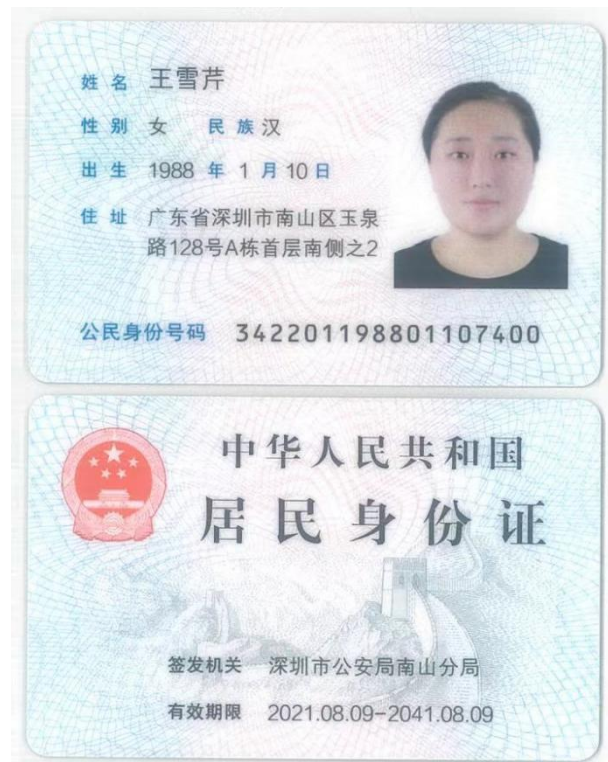 姓名 王雪芹
性别 女 民族 汉
出生 1988 年 1 月 10 日
住址 广东省深圳市南山区玉泉
路128号A栋首层南侧之2
公民身份号码 342201198801107400
中华人民共和国
居民身份证
签发机关 深圳市公安局南山分局
有效期限 2021.08.09-2041.08.09